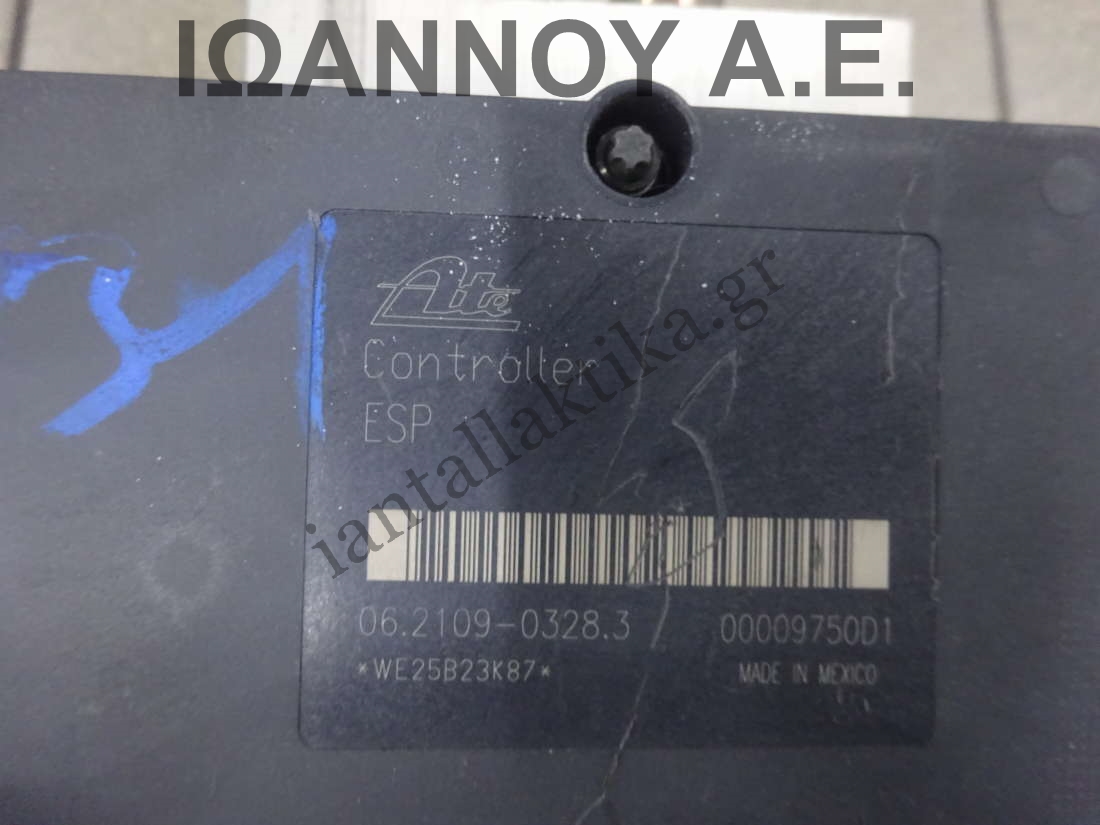 ΙΩΑΝΝΟΥ Α.Ε.
Ate
Controller
ESP
iantallaktika.gr
06.2109-0328.3 00009750D1
*WE25B23K87* MADE IN MEXICO